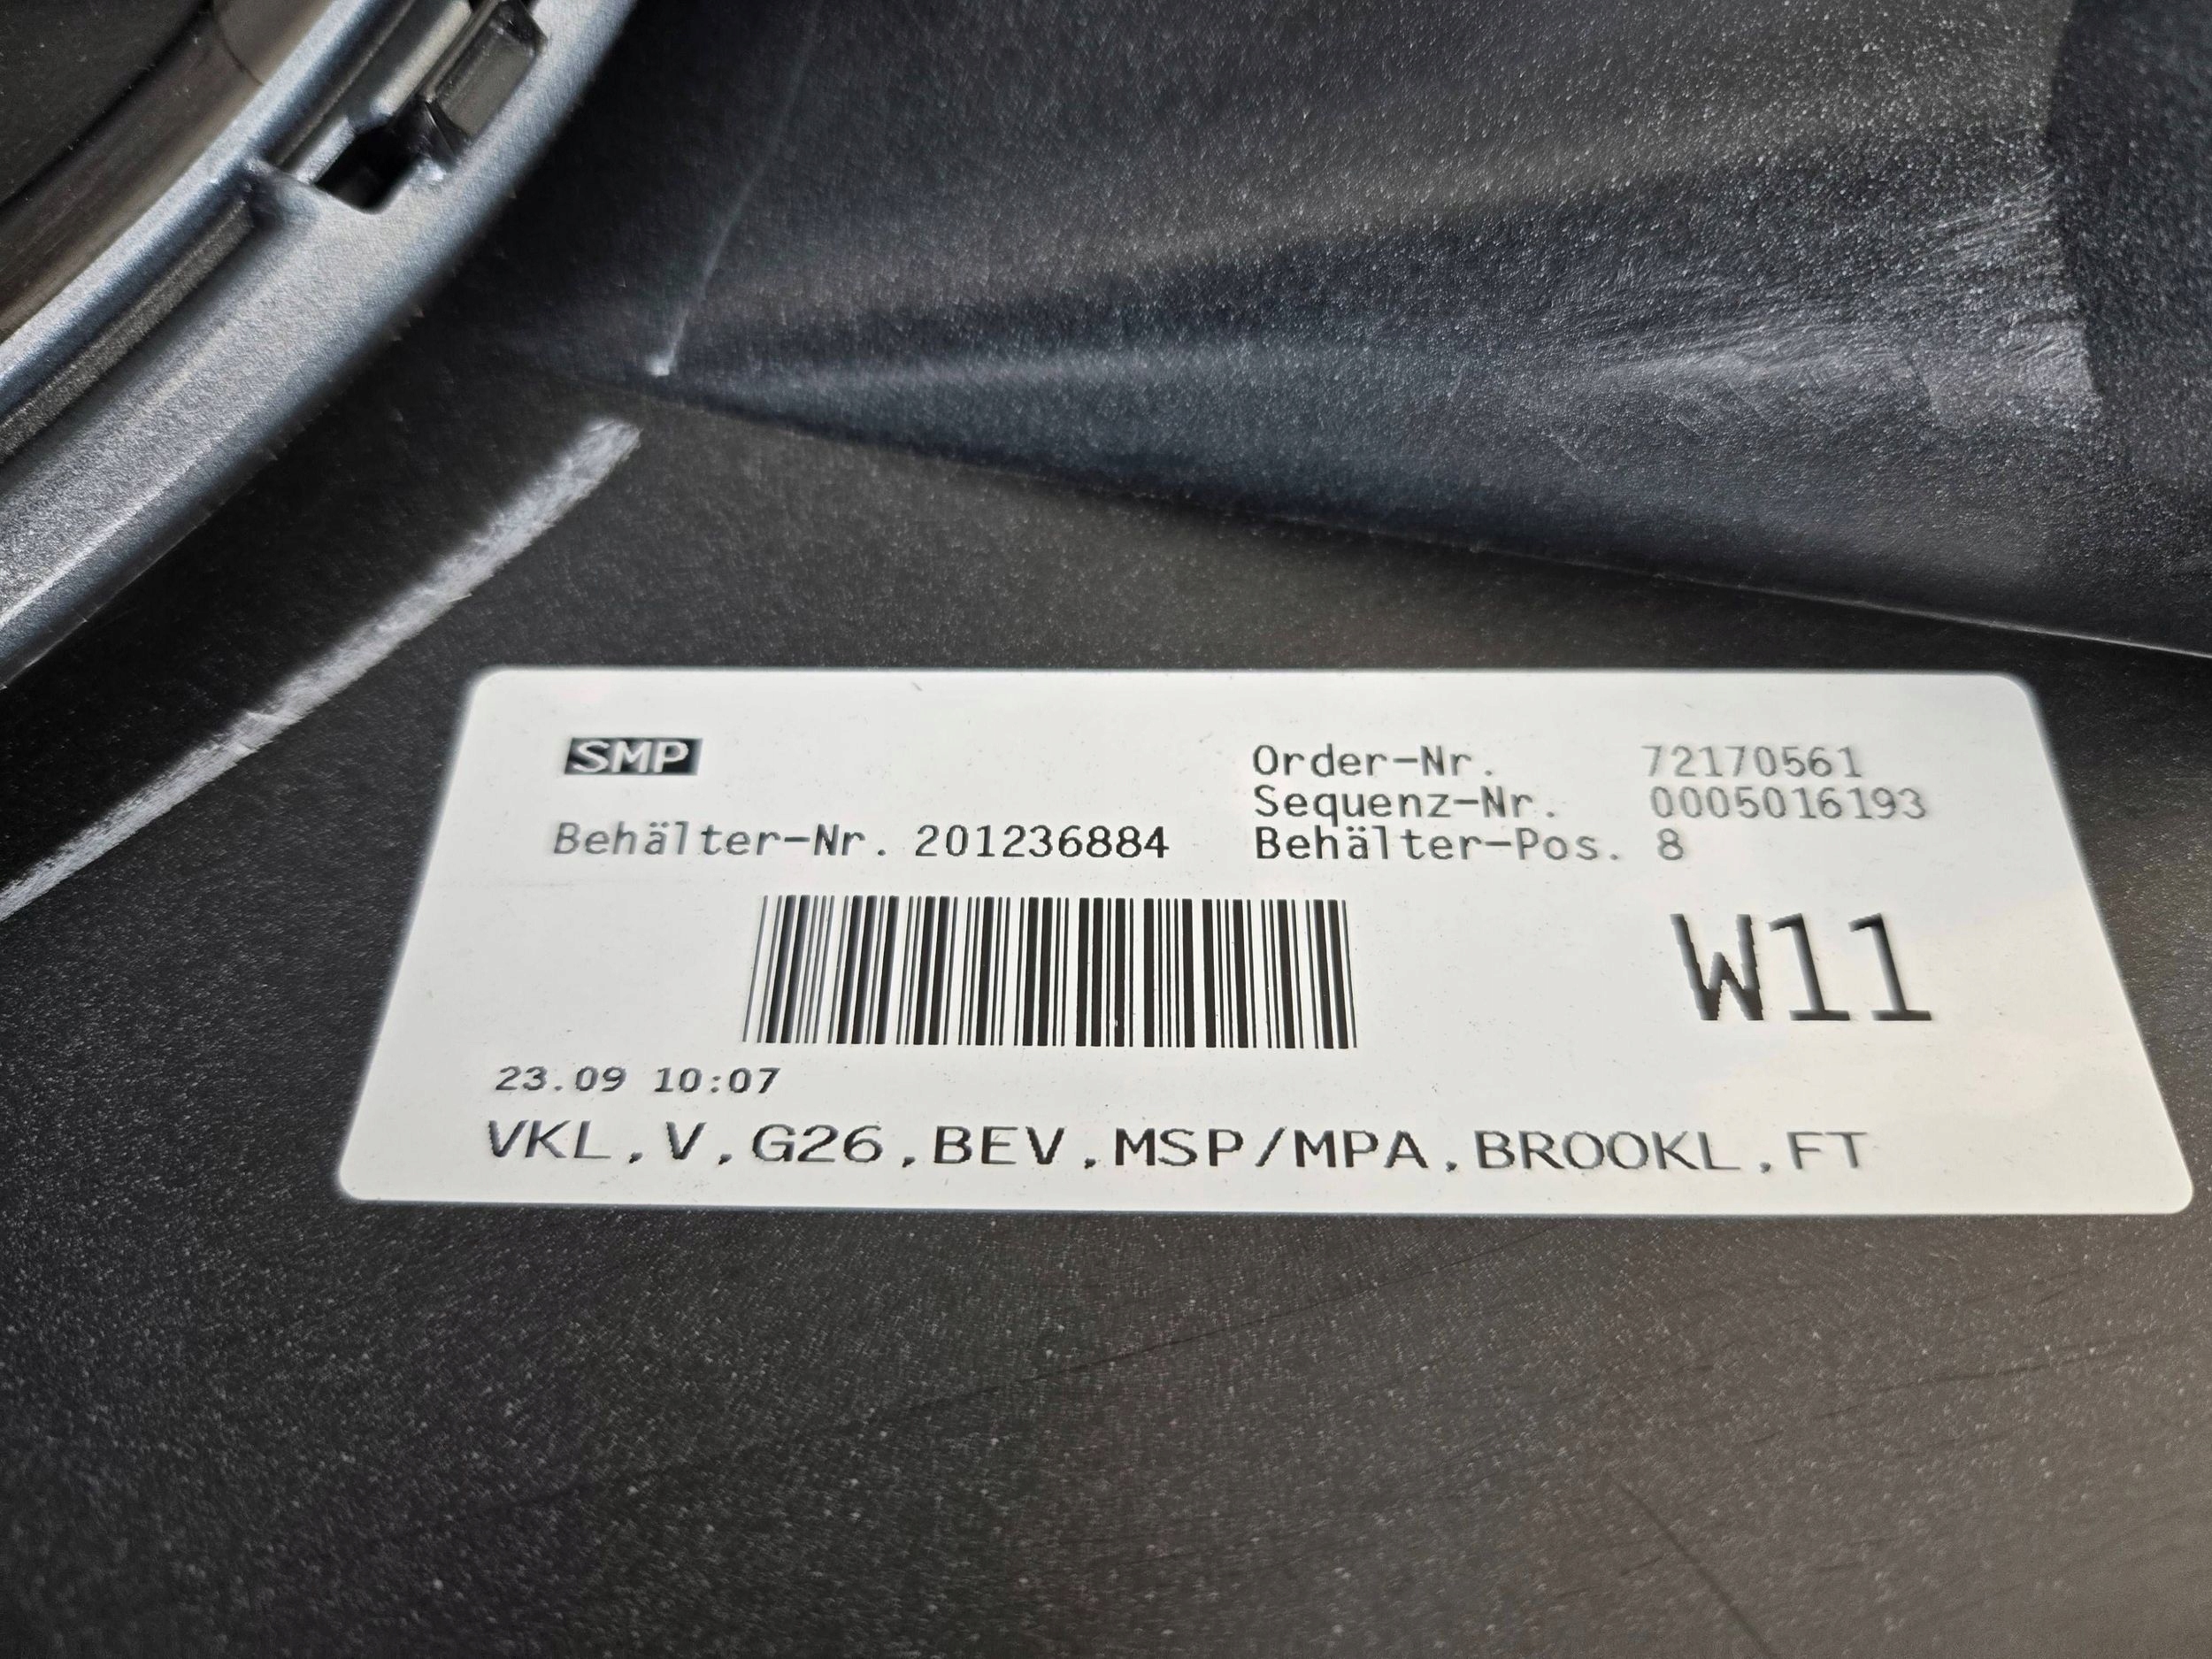 SMP
Order-Nr. 72170561
Sequenz-Nr. 0005016193
Behälter-Nr. 201236884
Behälter-Pos. 8
W11
23.09 10:07
VKL,V,G26,BEV,MSP/MPA,BROOKL,FT